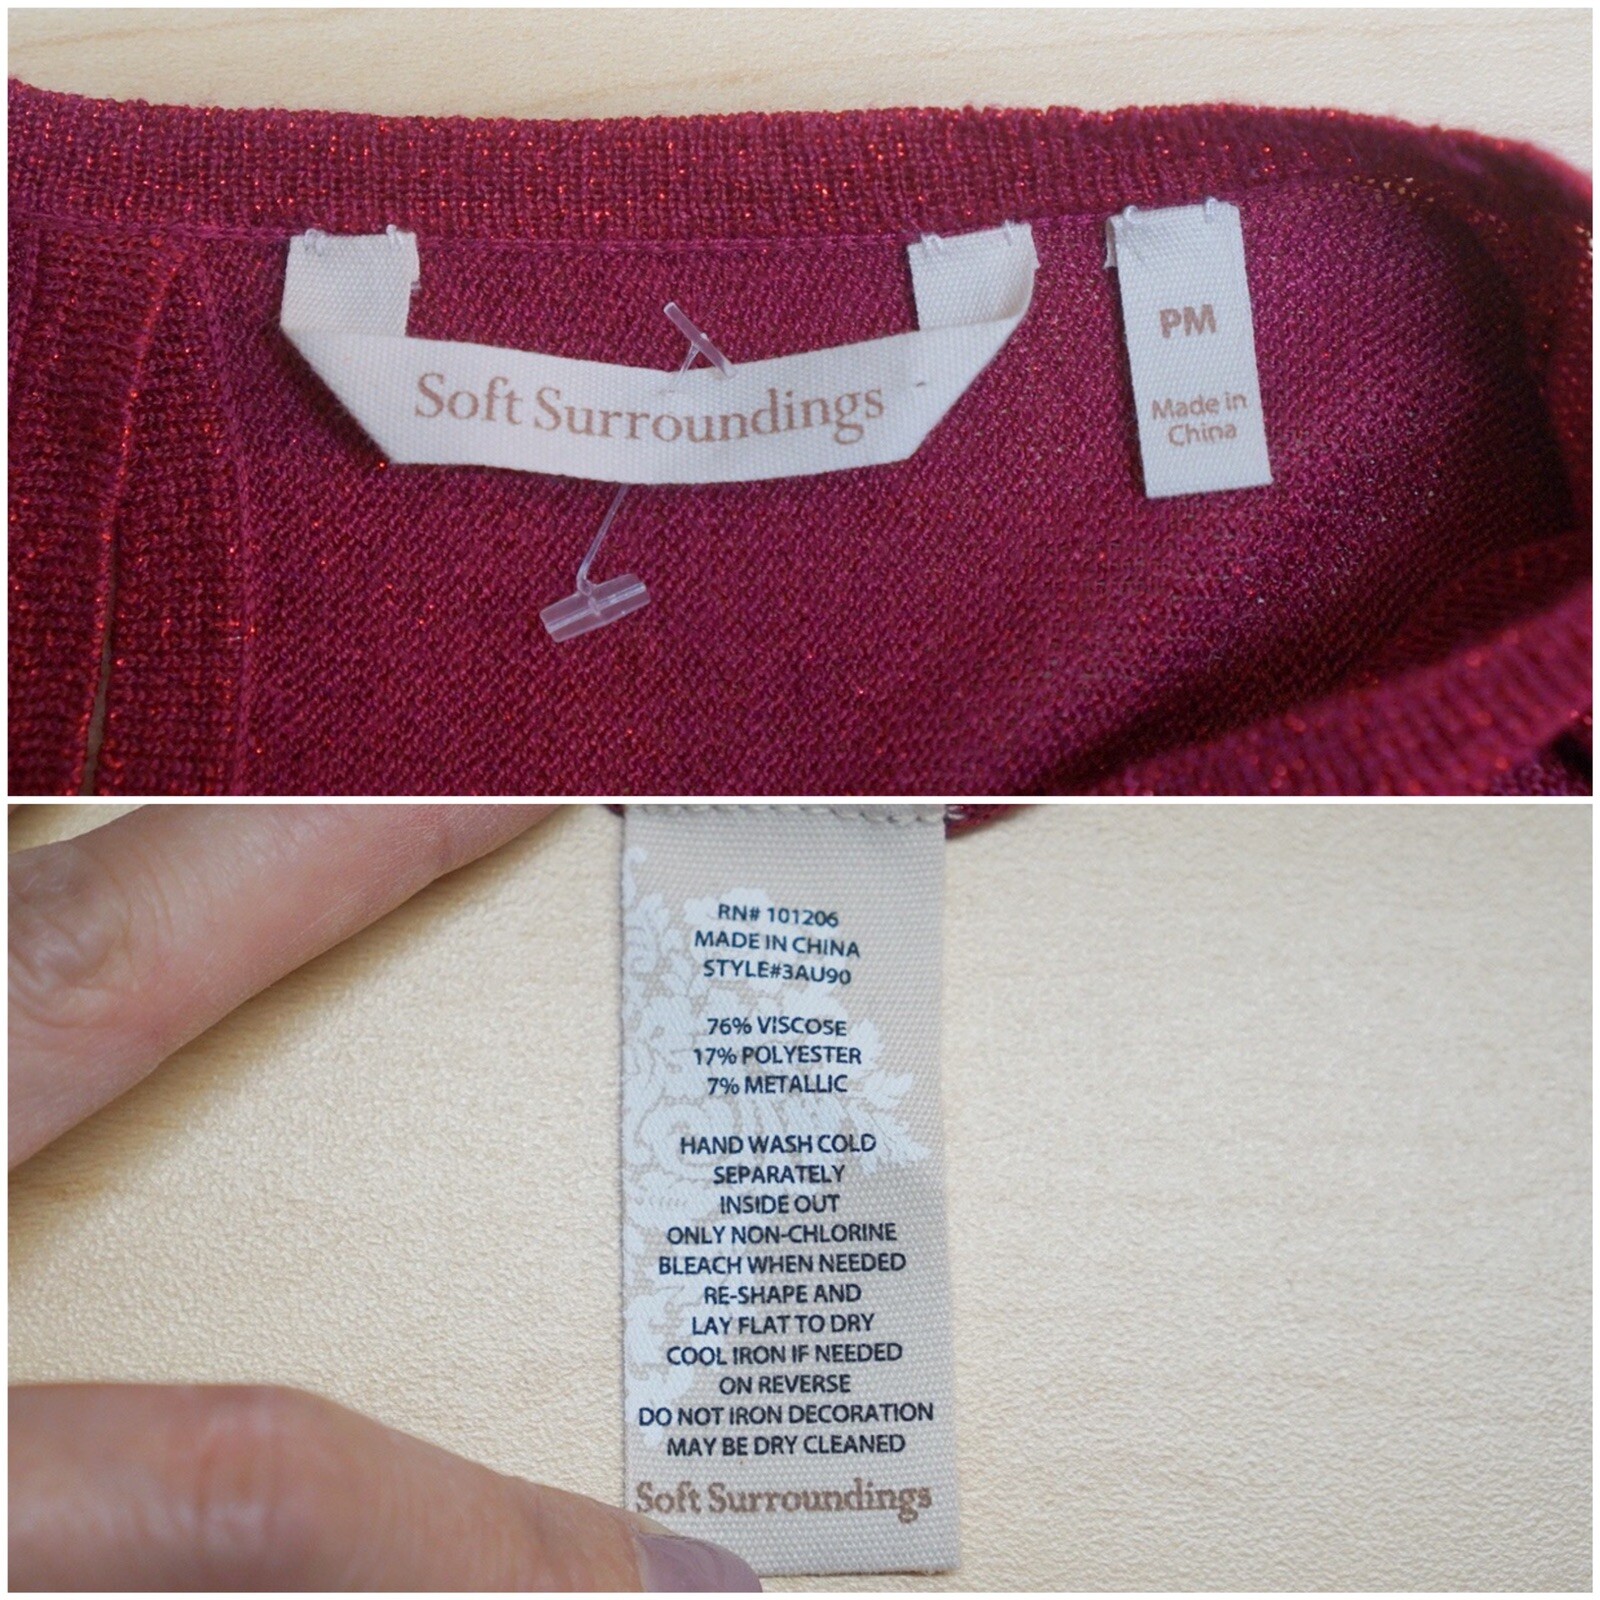 Soft Surroundings
PM
Made in
China
RN# 101206
MADE IN CHINA
STYLE#3AU90
76% VISCOSE
17% POLYESTER
7% METALLIC
HAND WASH COLD
SEPARATELY
INSIDE OUT
ONLY NON-CHLORINE
BLEACH WHEN NEEDED
RE-SHAPE AND
LAY FLAT TO DRY
COOL IRON IF NEEDED
ON REVERSE
DO NOT IRON DECORATION
MAY BE DRY CLEANED
Soft Surroundings